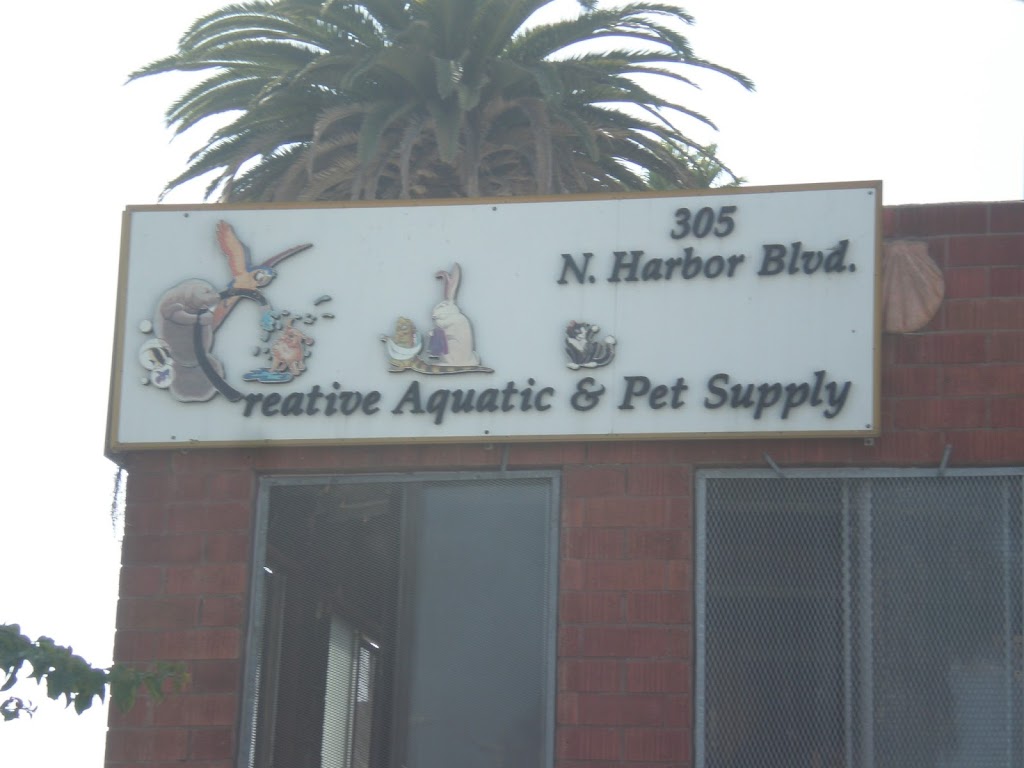 305
N. Harbor Blvd.
Creative Aquatic & Pet Supply